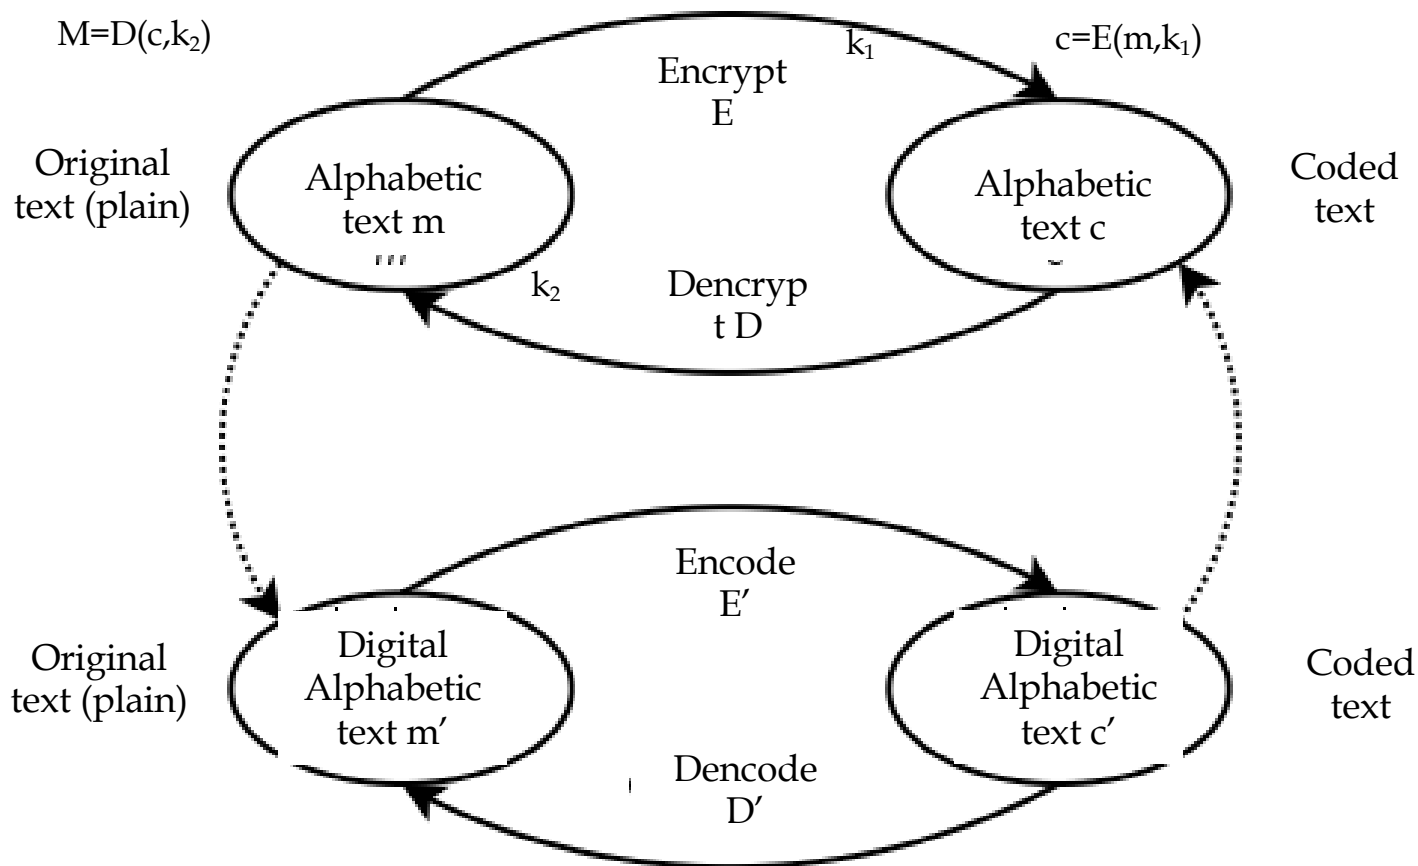 M=D(c,k₂)
k₁
c=E(m,k₁)
Encrypt
E
Original
text (plain)
Alphabetic
text m
Alphabetic
text c
Coded
text
k₂
Dencryp
t D
Encode
E’
Original
text (plain)
Digital
Alphabetic
text m’
Digital
Alphabetic
text c’
Coded
text
Dencode
D’